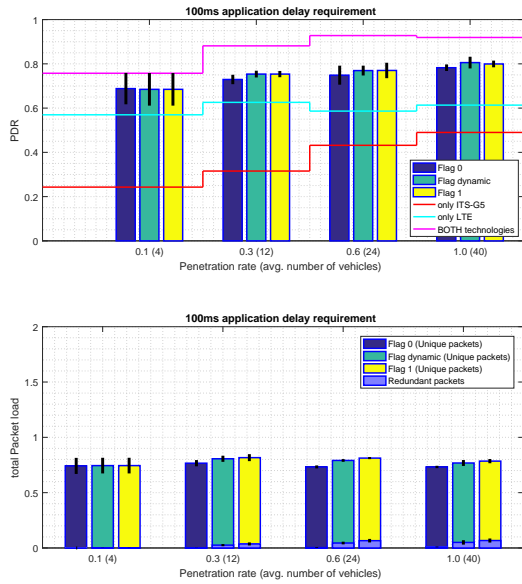 100ms application delay requirement
1
0.8
0.6
0.4
0.2
0
PDR
Flag 0
Flag dynamic
Flag 1
only ITS-G5
only LTE
BOTH technologies
0.1 (4) 0.3 (12) 0.6 (24) 1.0 (40)
Penetration rate (avg. number of vehicles)
100ms application delay requirement
2
1.5
1
0.5
0
total Packet load
Flag 0 (Unique packets)
Flag dynamic (Unique packets)
Flag 1 (Unique packets)
Redundant packets
0.1 (4) 0.3 (12) 0.6 (24) 1.0 (40)
Penetration rate (avg. number of vehicles)